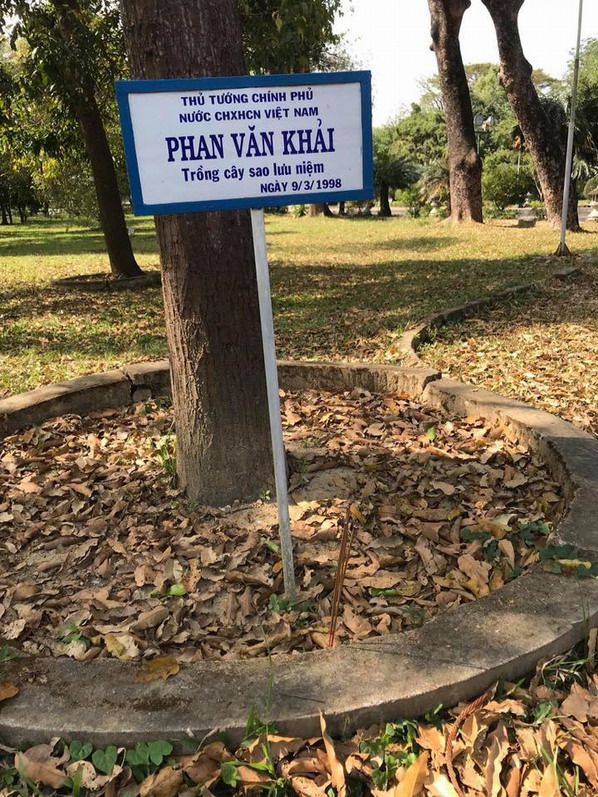 THỦ TƯỚNG CHÍNH PHỦ
NƯỚC CHXHCN VIỆT NAM
PHAN VĂN KHẢI
Trồng cây sao lưu niệm
NGÀY 9/3/1998